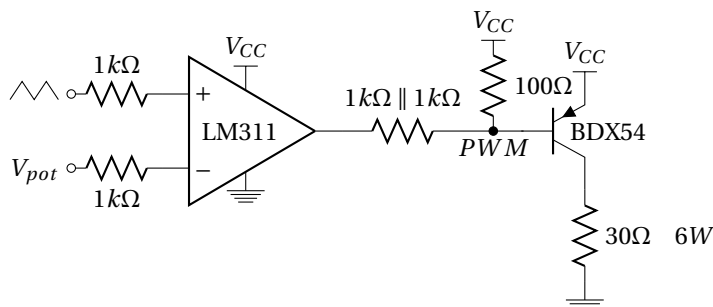 V_CC
1kΩ
+
LM311
V_pot
−
1kΩ
1kΩ ∥ 1kΩ
V_CC
100Ω
PWM
V_CC
BDX54
30Ω 6W